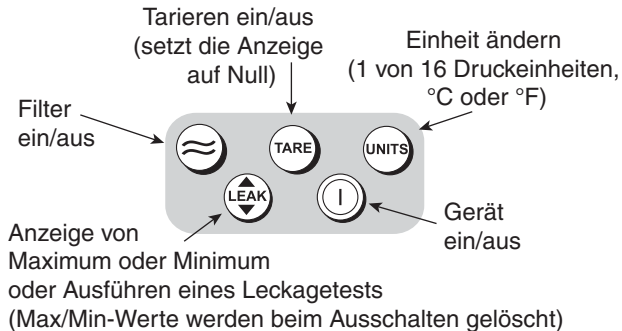 Tarieren ein/aus
(setzt die Anzeige
auf Null)
Einheit ändern
(1 von 16 Druckeinheiten,
°C oder °F)
Filter
ein/aus
TARE
UNITS
LEAK
Gerät
ein/aus
Anzeige von
Maximum oder Minimum
oder Ausführen eines Leckagetests
(Max/Min-Werte werden beim Ausschalten gelöscht)